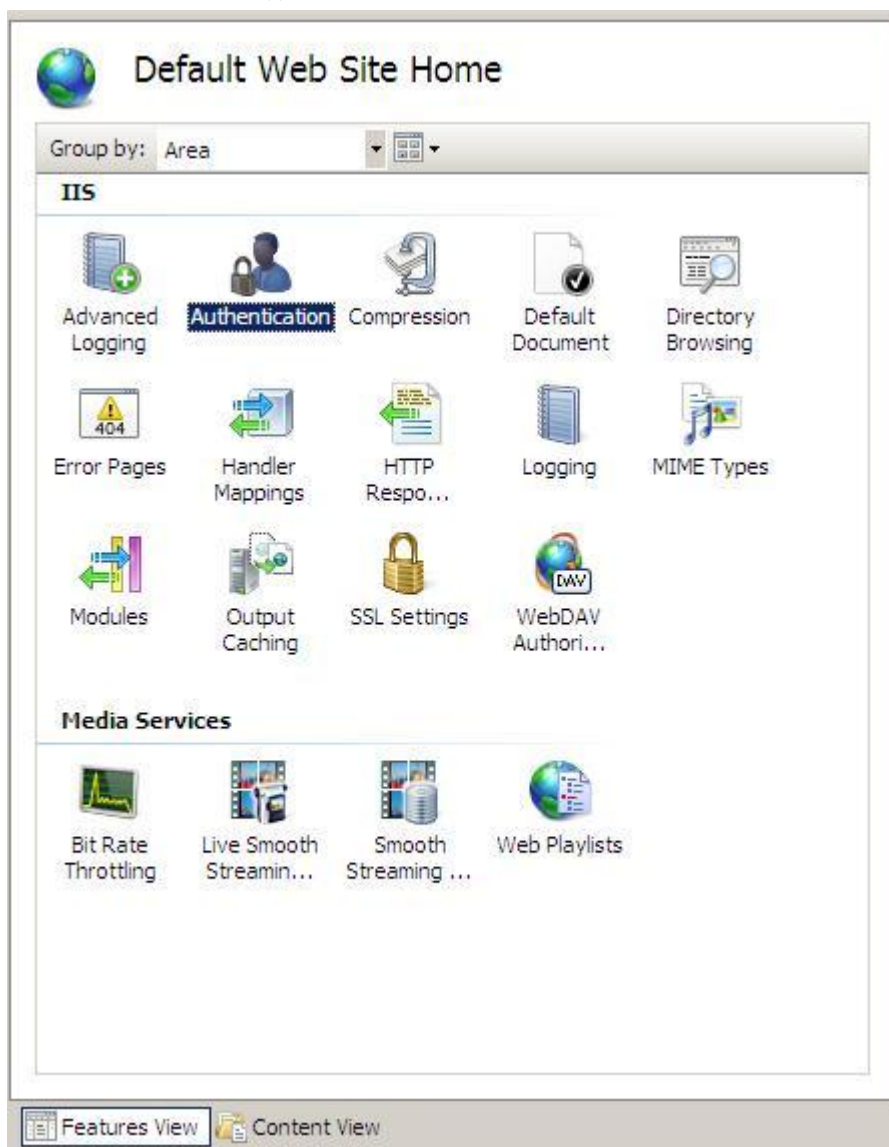 Default Web Site Home
Group by: Area
IIS
Advanced Logging
Authentication
Compression
Default Document
Directory Browsing
404
Error Pages
Handler Mappings
HTTP Respo...
Logging
MIME Types
Modules
Output Caching
SSL Settings
DAV
WebDAV Authori...
Media Services
Bit Rate Throttling
Live Smooth Streamin...
Smooth Streaming ...
Web Playlists
Features View
Content View